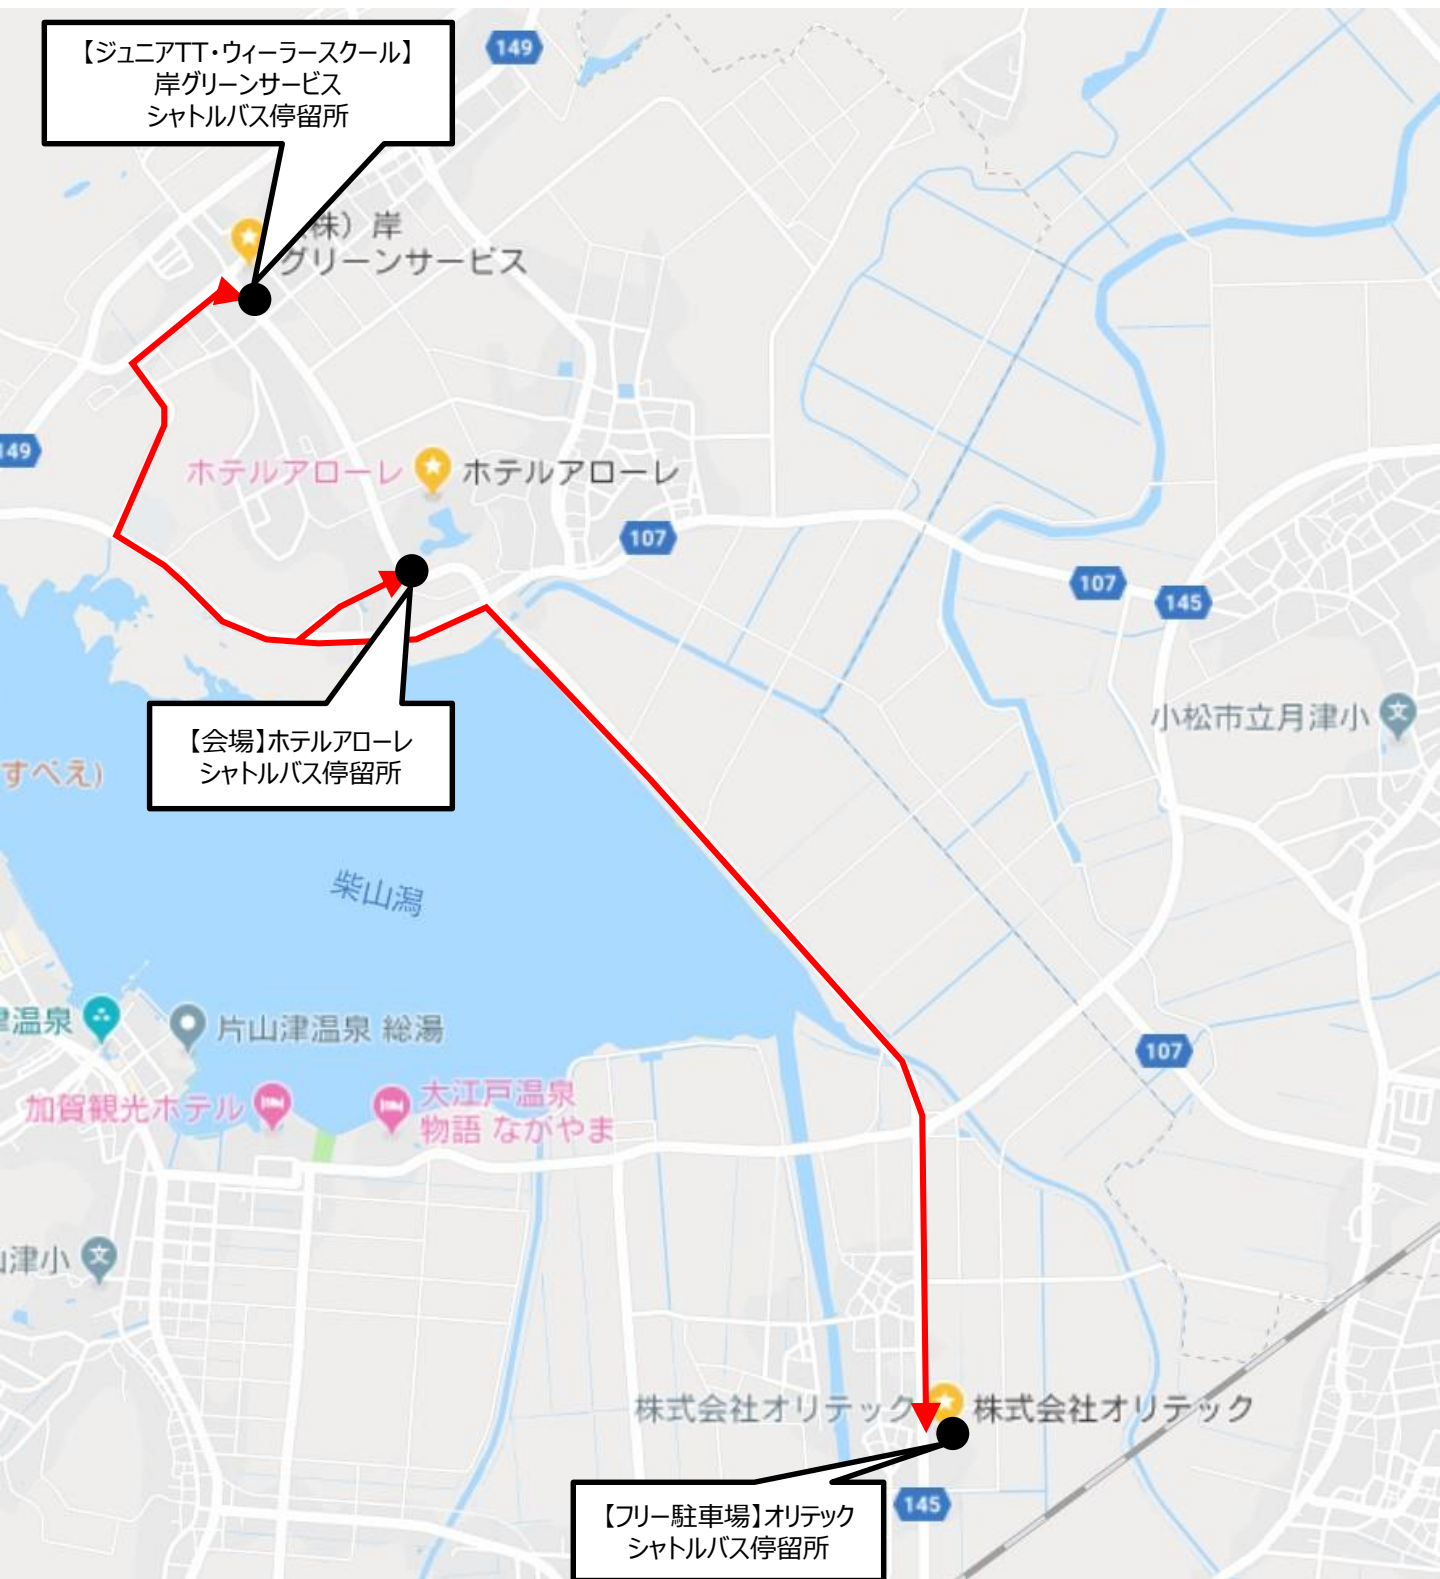 【ジュニアTT・ウィーラースクール】
岸グリーンサービス
シャトルバス停留所
149
株）岸
グリーンサービス
149
ホテルアローレ
ホテルアローレ
107
107
145
小松市立月津小
【会場】ホテルアローレ
シャトルバス停留所
すべえ)
柴山潟
温泉
片山津温泉 総湯
107
加賀観光ホテル
大江戸温泉
物語 ながやま
津小
株式会社オリテック
株式会社オリテック
【フリー駐車場】オリテック
シャトルバス停留所
145